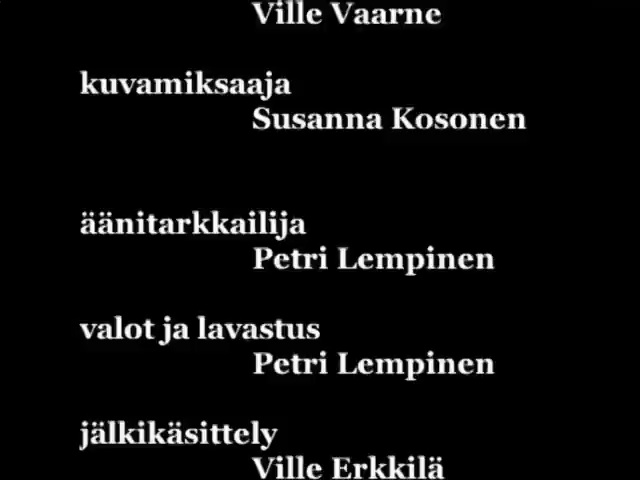 Ville Vaarne
kuvamiksaaja
Susanna Kosonen
äänitarkkailija
Petri Lempinen
valot ja lavastus
Petri Lempinen
jälkikäsittely
Ville Erkkilä